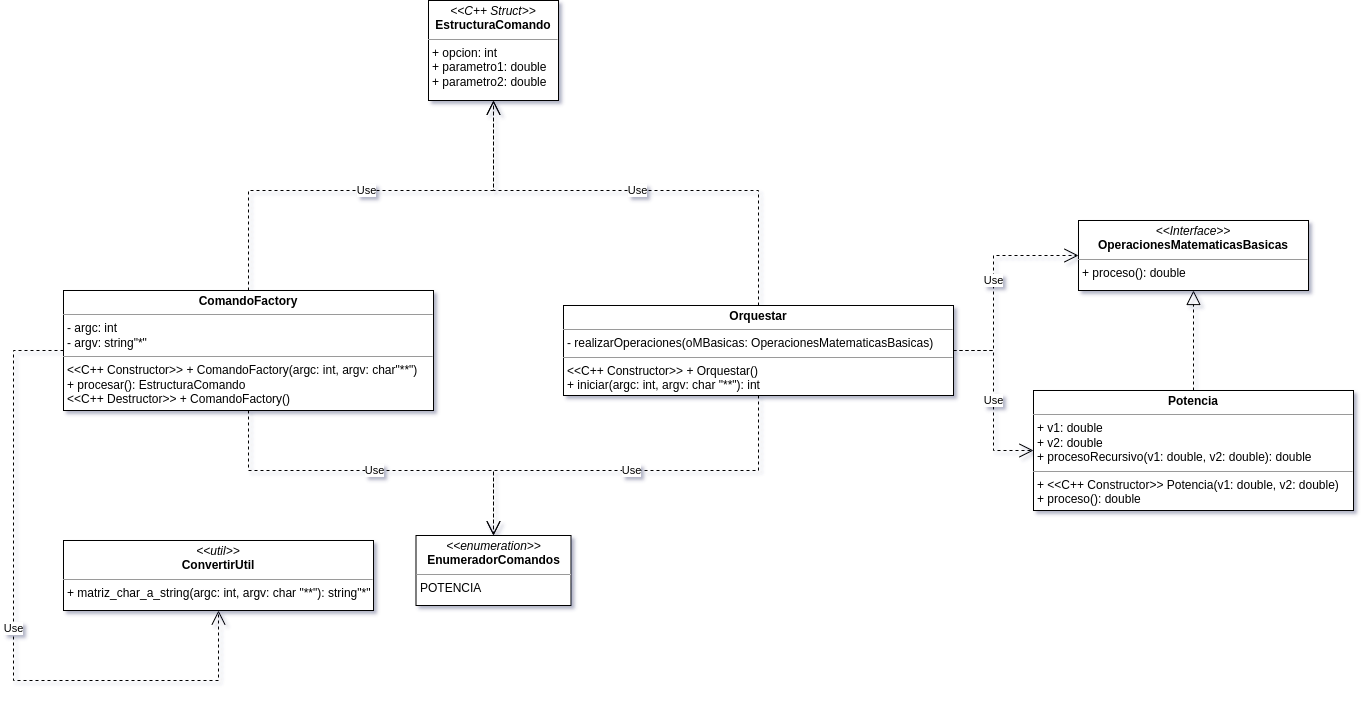 <<C++ Struct>>
EstructuraComando
+ opcion: int
+ parametro1: double
+ parametro2: double
Use
Use
<<Interface>>
OperacionesMatematicasBasicas
+ proceso(): double
Use
ComandoFactory
- argc: int
- argv: string"*"
<<C++ Constructor>> + ComandoFactory(argc: int, argv: char"**")
+ procesar(): EstructuraComando
<<C++ Destructor>> + ComandoFactory()
Orquestar
- realizarOperaciones(oMBasicas: OperacionesMatematicasBasicas)
<<C++ Constructor>> + Orquestar()
+ iniciar(argc: int, argv: char "**"): int
Use
Potencia
+ v1: double
+ v2: double
+ procesoRecursivo(v1: double, v2: double): double
+ <<C++ Constructor>> Potencia(v1: double, v2: double)
+ proceso(): double
Use
Use
<<util>>
ConvertirUtil
+ matriz_char_a_string(argc: int, argv: char "**"): string"*"
<<enumeration>>
EnumeradorComandos
POTENCIA
Use